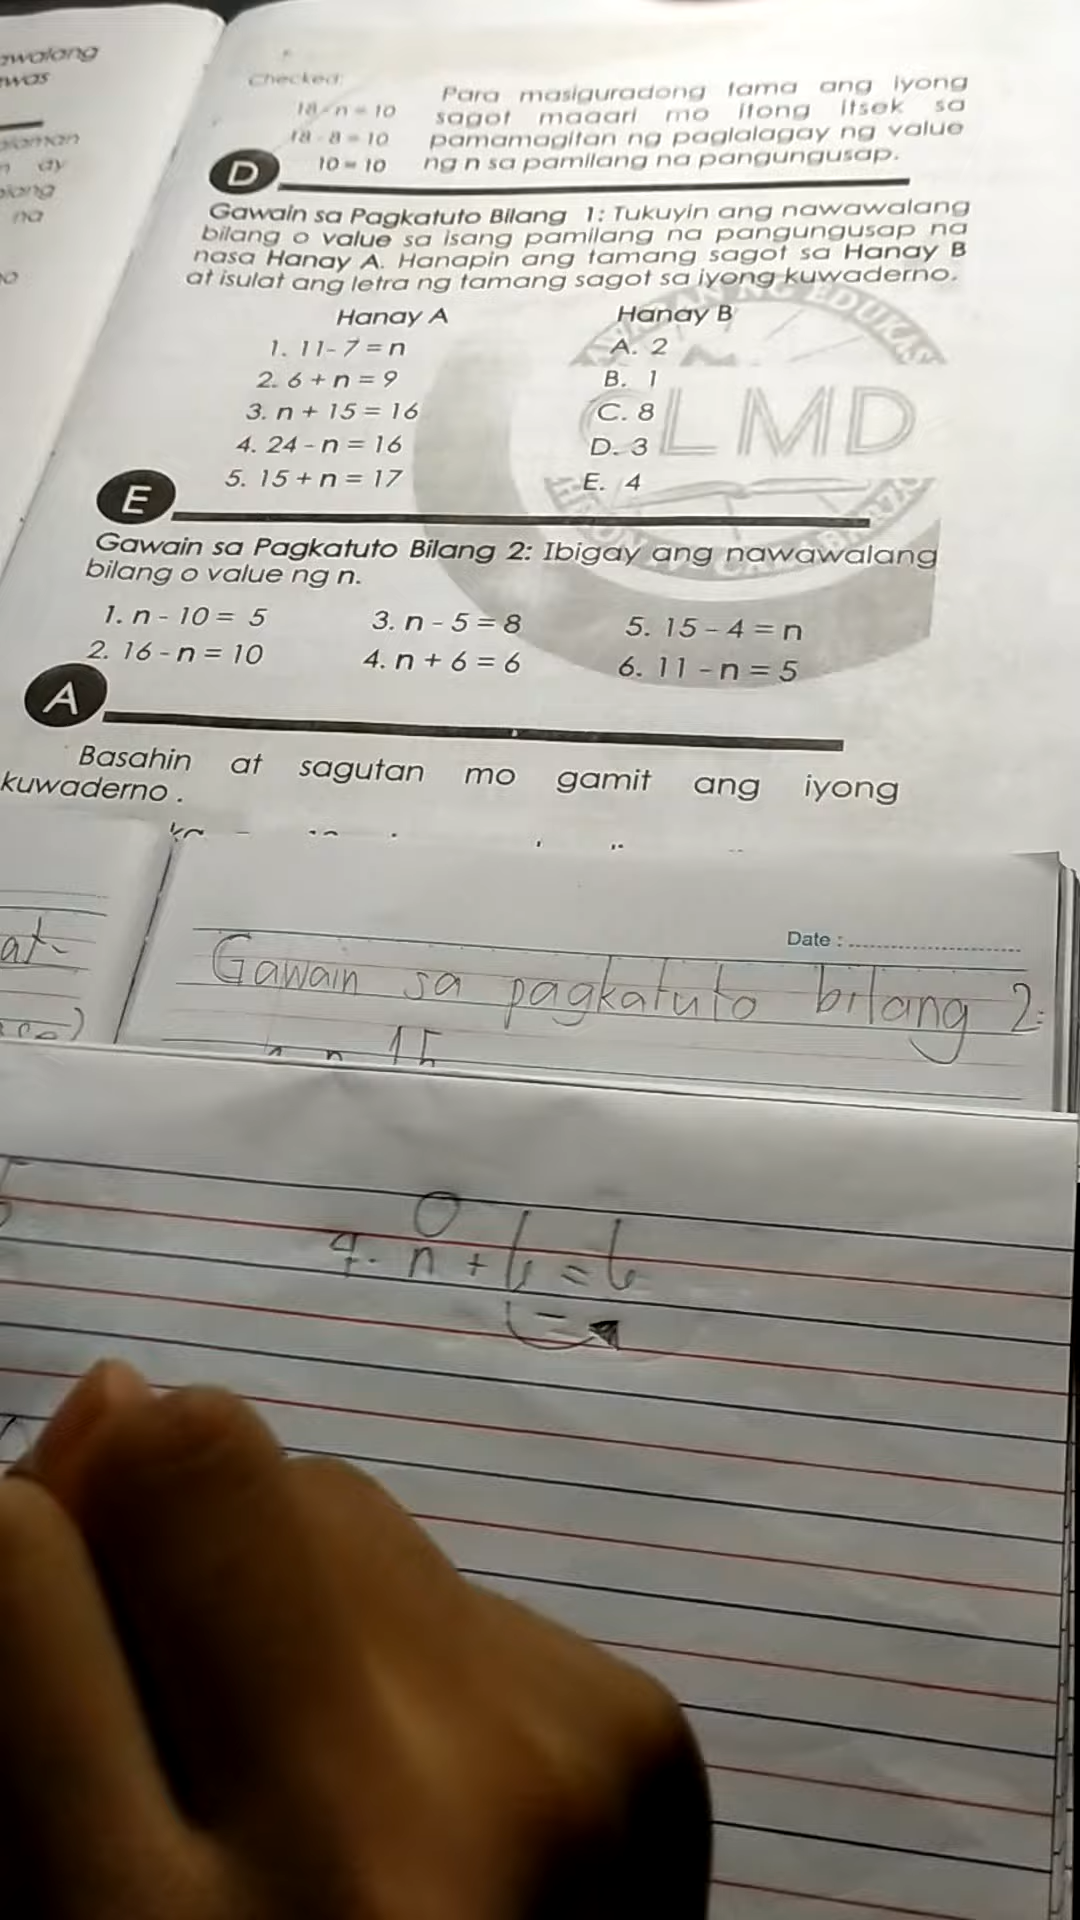 awalang
was
Checked:
18 - n = 10
18 - 8 = 10
10 = 10
Para masiguradong tama ang iyong
sagot maaari mo itong itsek sa
pamamagitan ng paglalagay ng value
ng n sa pamilang na pangungusap.
D
Gawain sa Pagkatuto Bilang 1: Tukuyin ang nawawalang
bilang o value sa isang pamilang na pangungusap na
nasa Hanay A. Hanapin ang tamang sagot sa Hanay B
at isulat ang letra ng tamang sagot sa iyong kuwaderno.
Hanay A
1. 11- 7 = n
2. 6 + n = 9
3. n + 15 = 16
4. 24 - n = 16
5. 15 + n = 17
Hanay B
A. 2
B. 1
C. 8
D. 3
E. 4
CLMD
E
Gawain sa Pagkatuto Bilang 2: Ibigay ang nawawalang
bilang o value ng n.
1. n - 10 = 5
2. 16 - n = 10
3. n - 5 = 8
4. n + 6 = 6
5. 15 - 4 = n
6. 11 - n = 5
A
Basahin at sagutan mo gamit ang iyong
kuwaderno.
Date :
at-
Gawain sa pagkatuto bilang 2:
15
0
4. n + 6 = 6
-